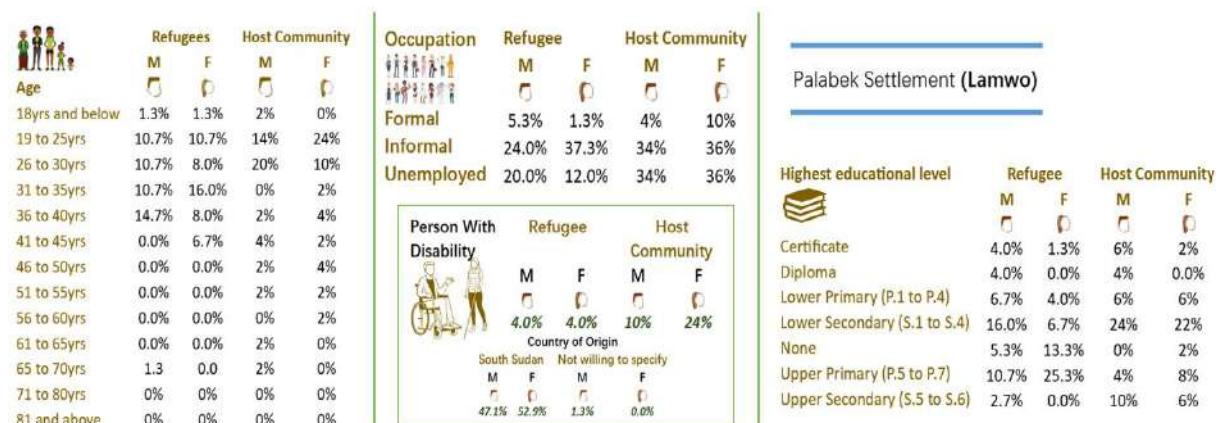 Refugees Host Community
M F M F
Age
18yrs and below 1.3% 1.3% 2% 0%
19 to 25yrs 10.7% 10.7% 14% 24%
26 to 30yrs 10.7% 8.0% 20% 10%
31 to 35yrs 10.7% 16.0% 0% 2%
36 to 40yrs 14.7% 8.0% 2% 4%
41 to 45yrs 0.0% 6.7% 4% 2%
46 to 50yrs 0.0% 0.0% 2% 4%
51 to 55yrs 0.0% 0.0% 2% 2%
56 to 60yrs 0.0% 0.0% 0% 2%
61 to 65yrs 0.0% 0.0% 2% 0%
65 to 70yrs 1.3 0.0 2% 0%
71 to 80yrs 0% 0% 0% 0%
81 and above 0% 0% 0% 0%
Occupation Refugee Host Community
M F M F
Formal 5.3% 1.3% 4% 10%
Informal 24.0% 37.3% 34% 36%
Unemployed 20.0% 12.0% 34% 36%
Person With Disability Refugee Host Community
M F M F
4.0% 4.0% 10% 24%
Country of Origin
South Sudan Not willing to specify
M F M F
47.1% 52.9% 1.3% 0.0%
Palabek Settlement (Lamwo)
Highest educational level Refugee Host Community
M F M F
Certificate 4.0% 1.3% 6% 2%
Diploma 4.0% 0.0% 4% 0.0%
Lower Primary (P.1 to P.4) 6.7% 4.0% 6% 6%
Lower Secondary (S.1 to S.4) 16.0% 6.7% 24% 22%
None 5.3% 13.3% 0% 2%
Upper Primary (P.5 to P.7) 10.7% 25.3% 4% 8%
Upper Secondary (S.5 to S.6) 2.7% 0.0% 10% 6%